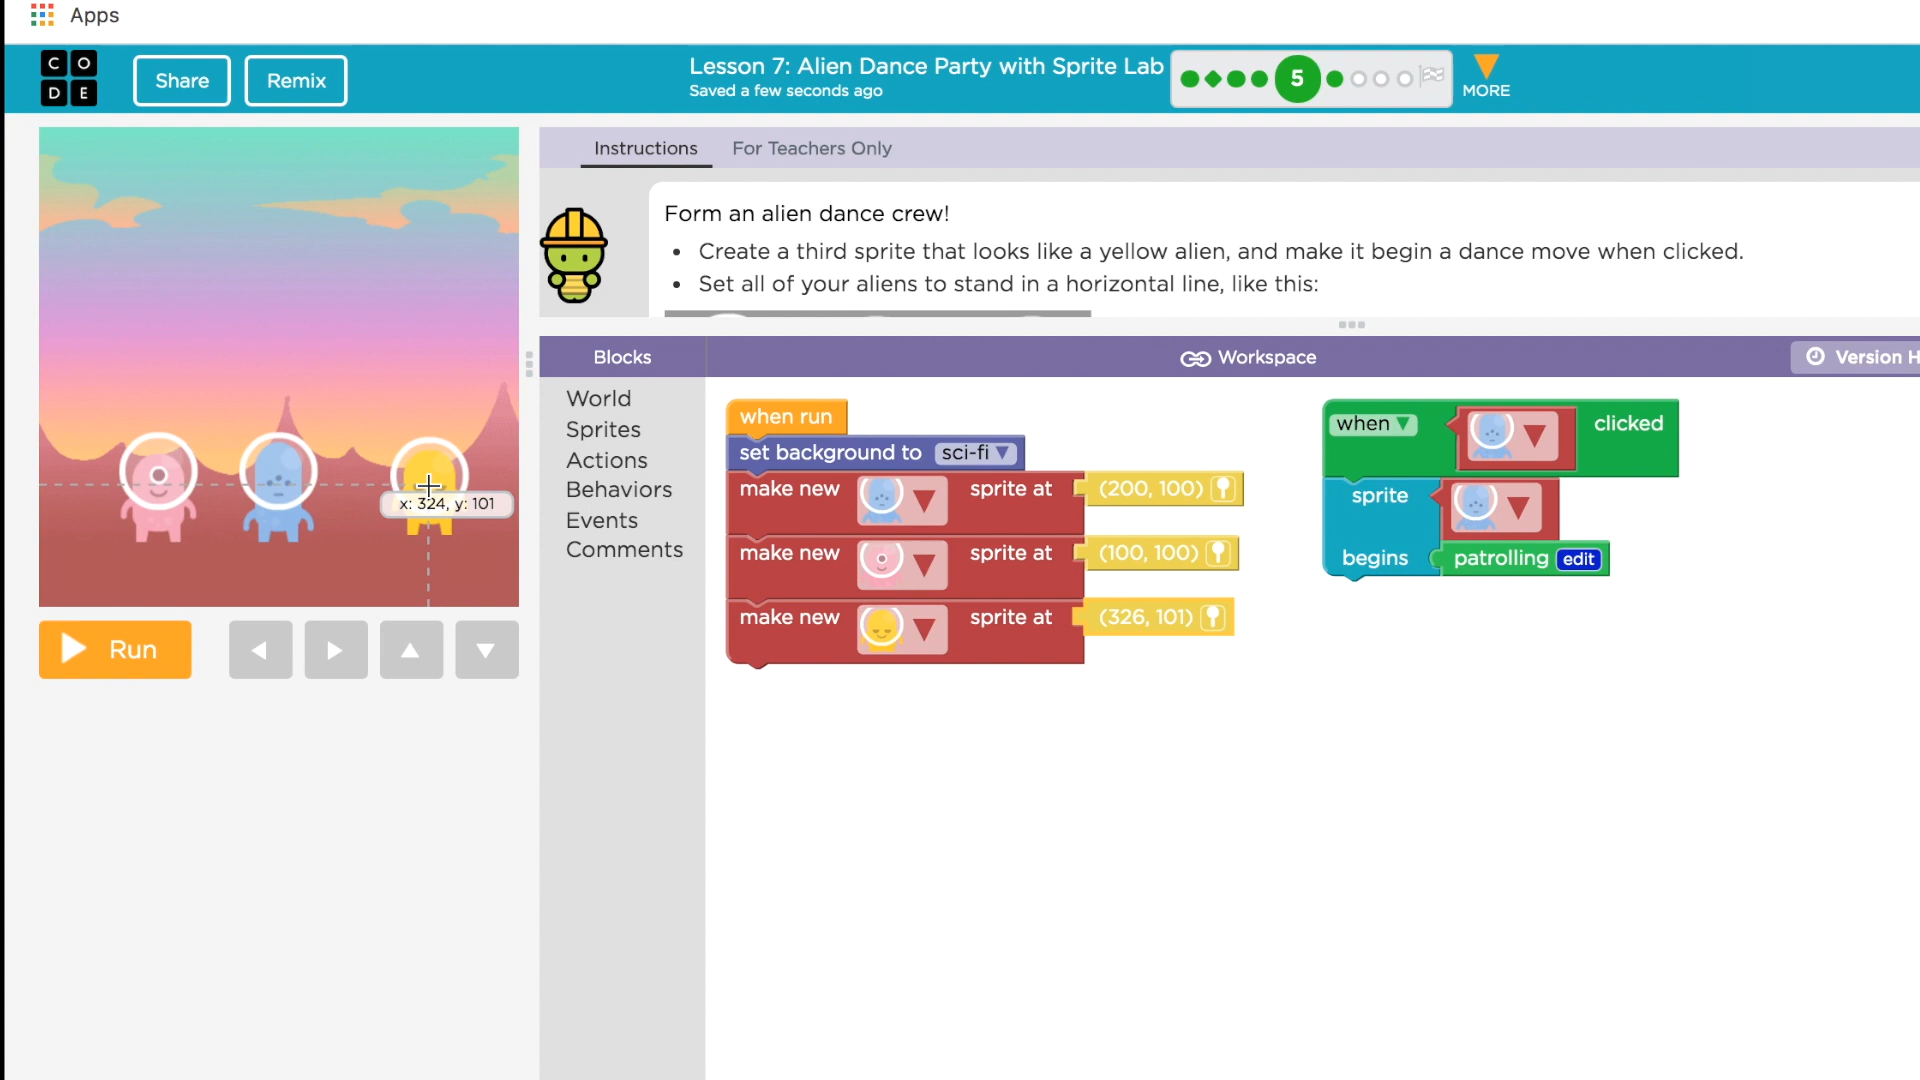 Apps
C O
D E
Share
Remix
Lesson 7: Alien Dance Party with Sprite Lab
Saved a few seconds ago
5
MORE
Instructions
For Teachers Only
Form an alien dance crew!
• Create a third sprite that looks like a yellow alien, and make it begin a dance move when clicked.
• Set all of your aliens to stand in a horizontal line, like this:
x: 324, y: 101
Run
Blocks
Workspace
Version H
World
Sprites
Actions
Behaviors
Events
Comments
when run
set background to sci-fi
make new sprite at (200, 100)
make new sprite at (100, 100)
make new sprite at (326, 101)
when clicked
sprite
begins patrolling edit